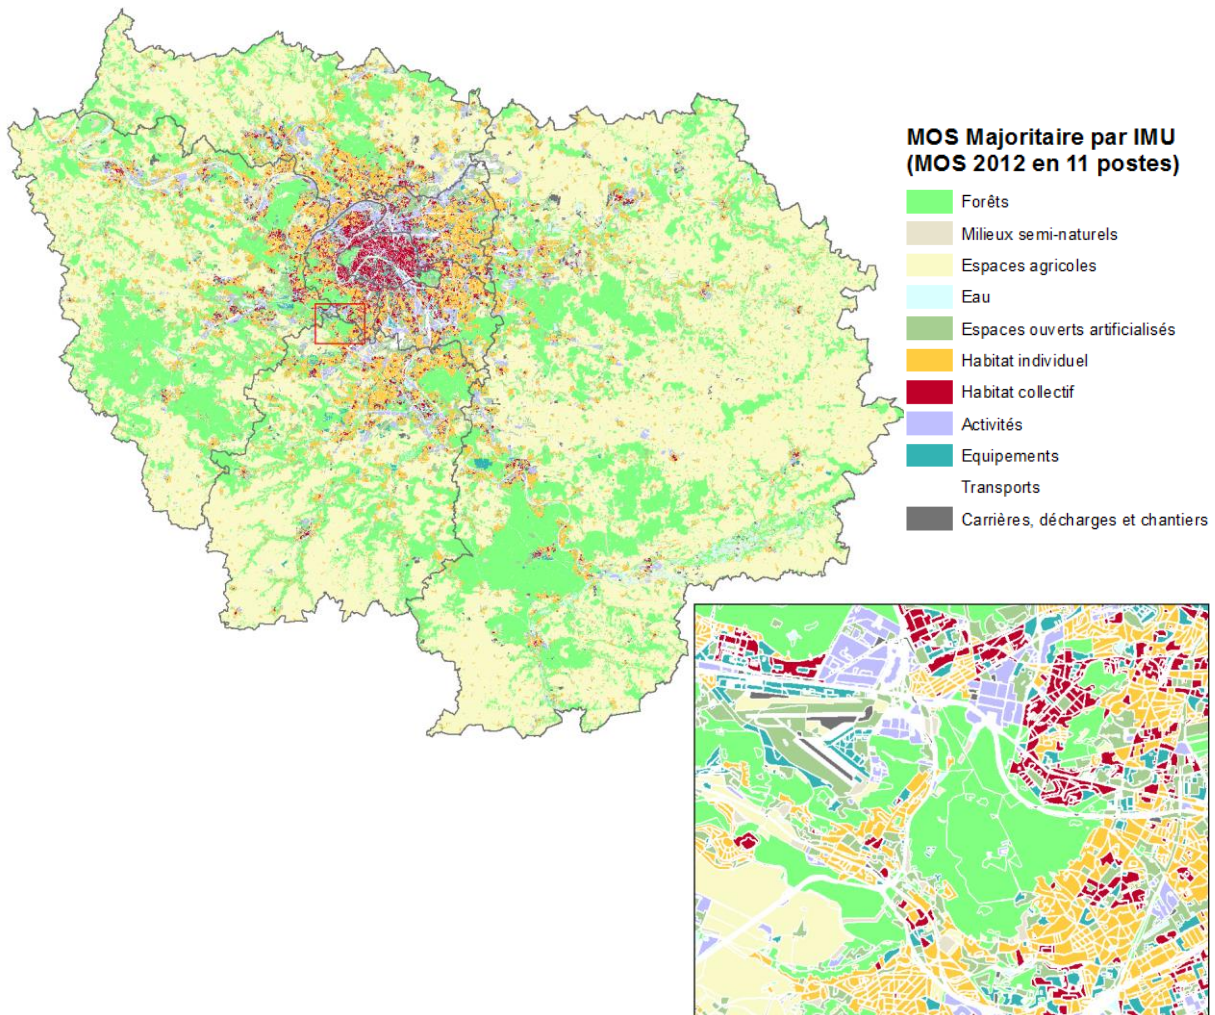 MOS Majoritaire par IMU
(MOS 2012 en 11 postes)
Forêts
Milieux semi-naturels
Espaces agricoles
Eau
Espaces ouverts artificialisés
Habitat individuel
Habitat collectif
Activités
Equipements
Transports
Carrières, décharges et chantiers